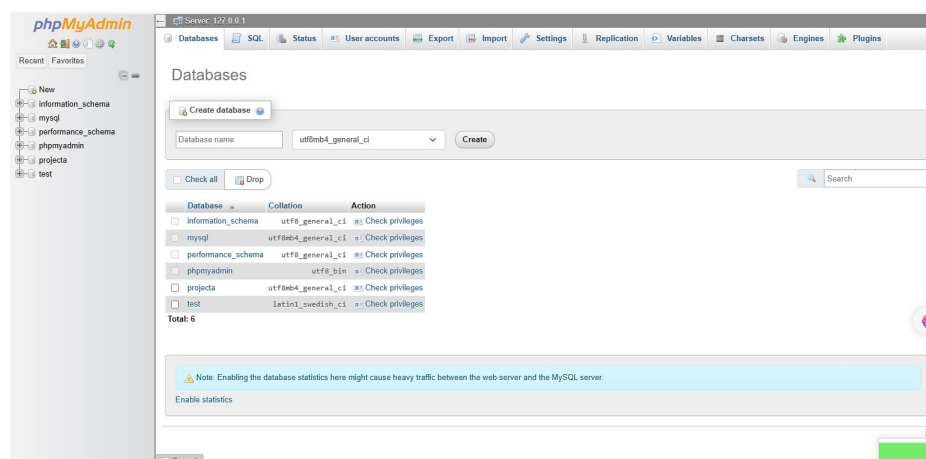 phpMyAdmin
Recent Favorites
New
information_schema
mysql
performance_schema
phpmyadmin
projecta
test
Server: 127.0.0.1
Databases SQL Status User accounts Export Import Settings Replication Variables Charsets Engines Plugins
Databases
Create database
Database name utf8mb4_general_ci Create
Check all Drop Search
Database Collation Action
information_schema utf8_general_ci Check privileges
mysql utf8mb4_general_ci Check privileges
performance_schema utf8_general_ci Check privileges
phpmyadmin utf8_bin Check privileges
projecta utf8mb4_general_ci Check privileges
test latin1_swedish_ci Check privileges
Total: 6
Note: Enabling the database statistics here might cause heavy traffic between the web server and the MySQL server.
Enable statistics